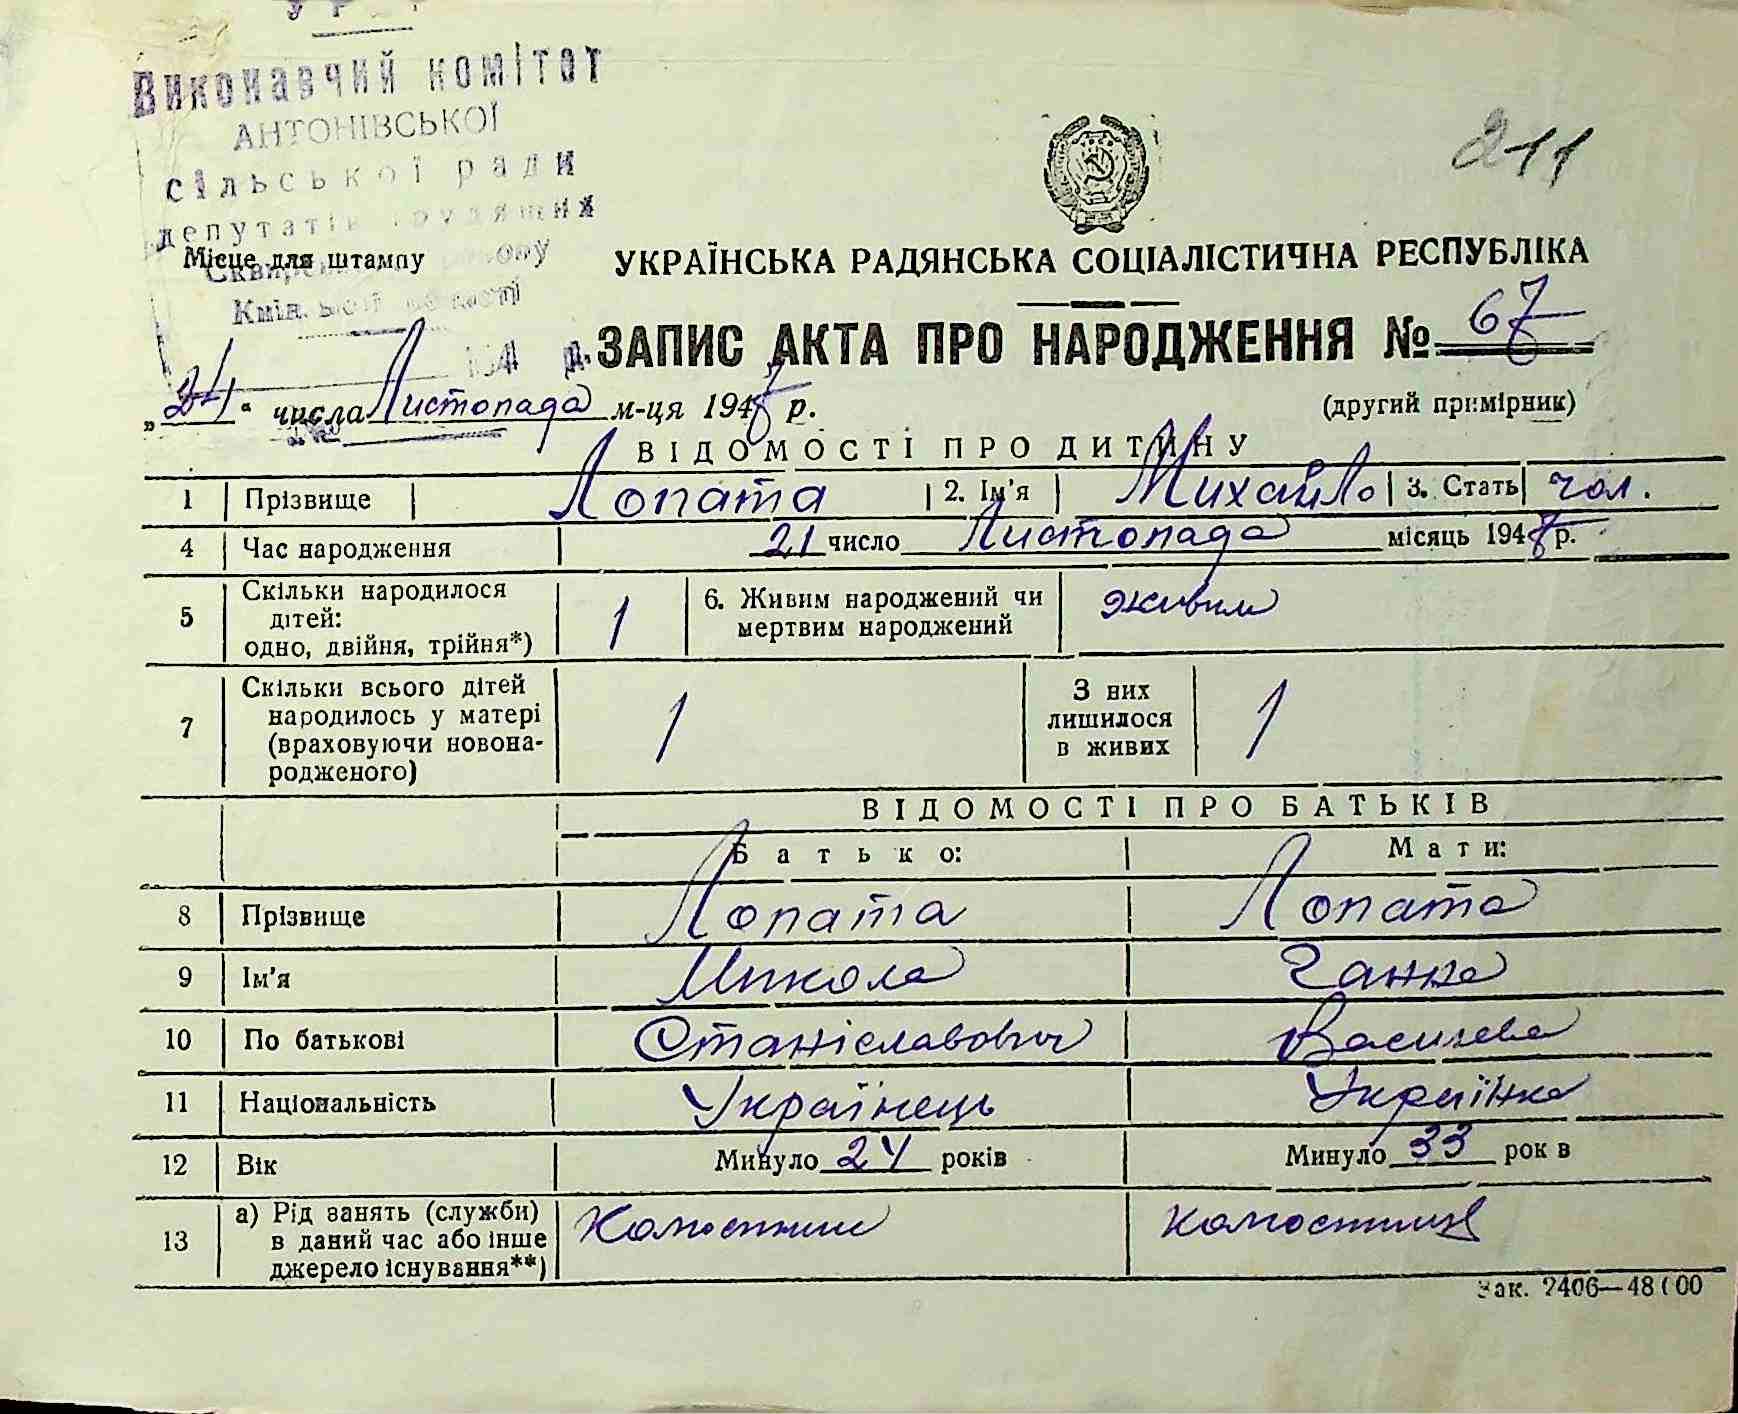 Виконавчий комітет
АНТОНІВСЬКОЇ
сільської ради
депутатів трудящих
Місце для штампу
Сквирського району
Київської області
211
УКРАЇНСЬКА РАДЯНСЬКА СОЦІАЛІСТИЧНА РЕСПУБЛІКА
ЗАПИС АКТА ПРО НАРОДЖЕННЯ № 67
„24“ числа Листопада м-ця 1947 р.
(другий примірник)
ВІДОМОСТІ ПРО ДИТИНУ
1 Прізвище Лопата 2. Ім'я Михайло 3. Стать чол.
4 Час народження 21 число Листопада місяць 1947 р.
5 Скільки народилося дітей: одно, двійня, трійня*) 1 6. Живим народжений чи мертвим народжений живим
7 Скільки всього дітей народилось у матері (враховуючи новонародженого) 1 З них лишилося в живих 1
ВІДОМОСТІ ПРО БАТЬКІВ
Батько: Мати:
8 Прізвище Лопата Лопата
9 Ім'я Микола Ганна
10 По батькові Станіславович Василева
11 Національність Українець Українка
12 Вік Минуло 24 років Минуло 33 рок в
13 а) Рід занять (служби) в даний час або інше джерело існування**)
Зак. 2406—48000